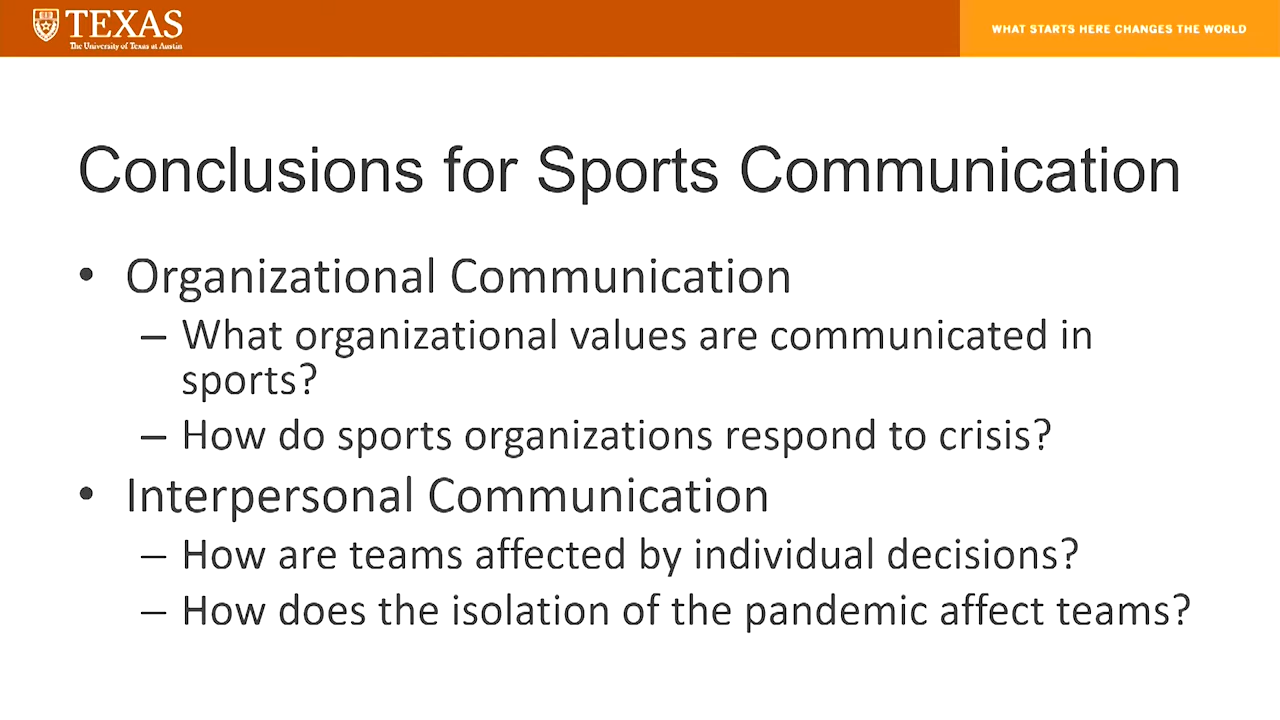 TEXAS
The University of Texas at Austin
WHAT STARTS HERE CHANGES THE WORLD
Conclusions for Sports Communication
• Organizational Communication
– What organizational values are communicated in
sports?
– How do sports organizations respond to crisis?
• Interpersonal Communication
– How are teams affected by individual decisions?
– How does the isolation of the pandemic affect teams?